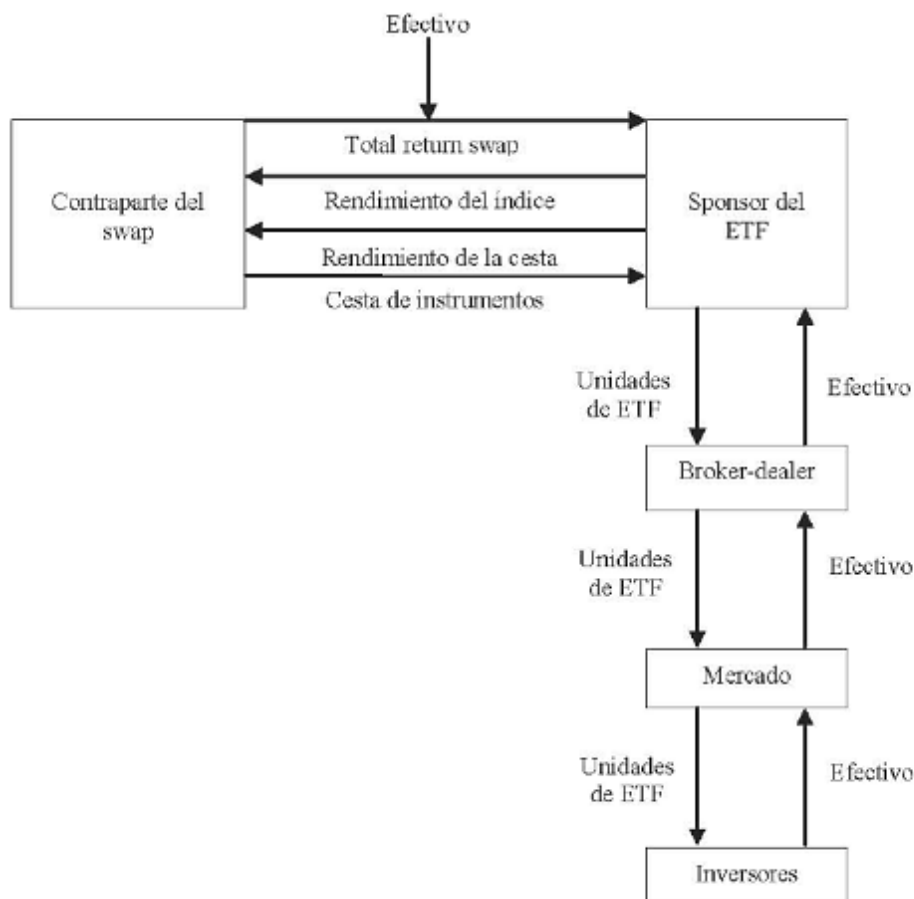 Efectivo
Total return swap
Contraparte del
swap
Rendimiento del índice
Sponsor del
ETF
Rendimiento de la cesta
Cesta de instrumentos
Unidades
de ETF
Efectivo
Broker-dealer
Unidades
de ETF
Efectivo
Mercado
Unidades
de ETF
Efectivo
Inversores